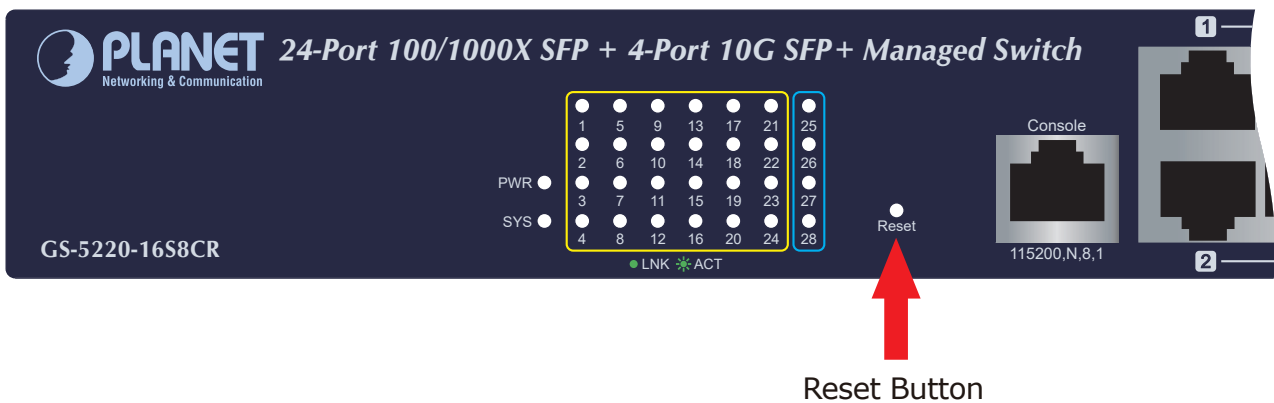 PLANET
Networking & Communication
24-Port 100/1000X SFP + 4-Port 10G SFP+ Managed Switch
1
1 5 9 13 17 21 25
2 6 10 14 18 22 26
PWR
3 7 11 15 19 23 27
SYS
4 8 12 16 20 24 28
LNK ACT
Reset
Console
115200,N,8,1
2
GS-5220-16S8CR
Reset Button